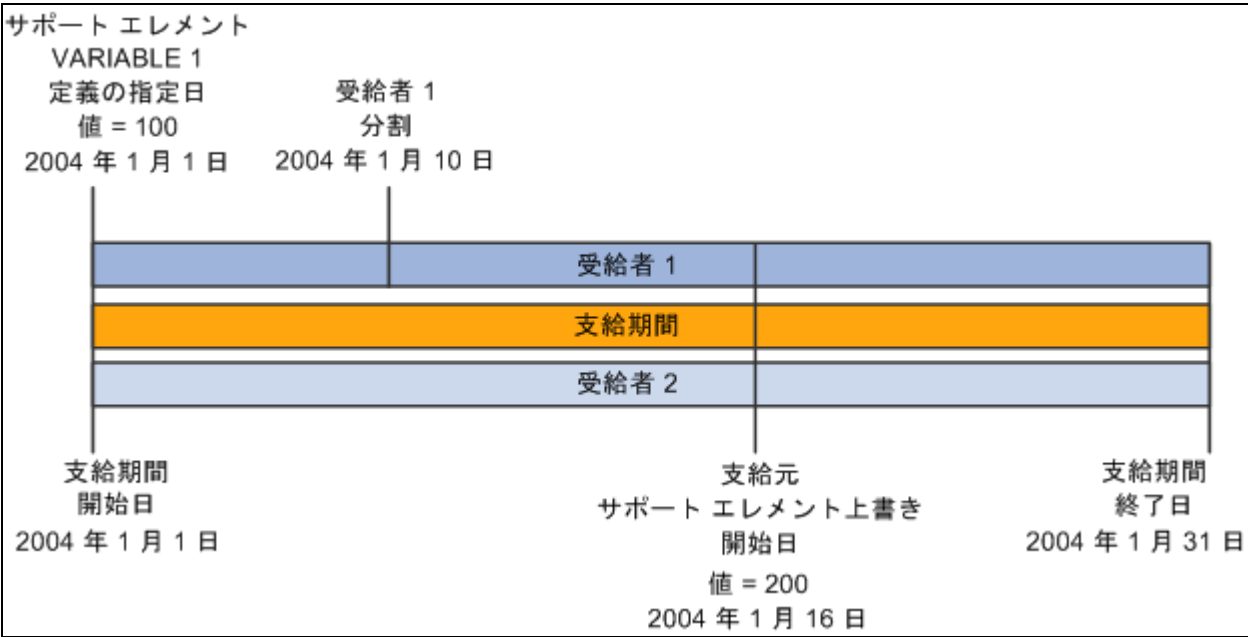 サポート エレメント
VARIABLE 1
定義の指定日
値 = 100
2004 年 1 月 1 日
受給者 1
分割
2004 年 1 月 10 日
受給者 1
支給期間
受給者 2
支給期間
開始日
2004 年 1 月 1 日
支給元
サポート エレメント上書き
開始日
値 = 200
2004 年 1 月 16 日
支給期間
終了日
2004 年 1 月 31 日